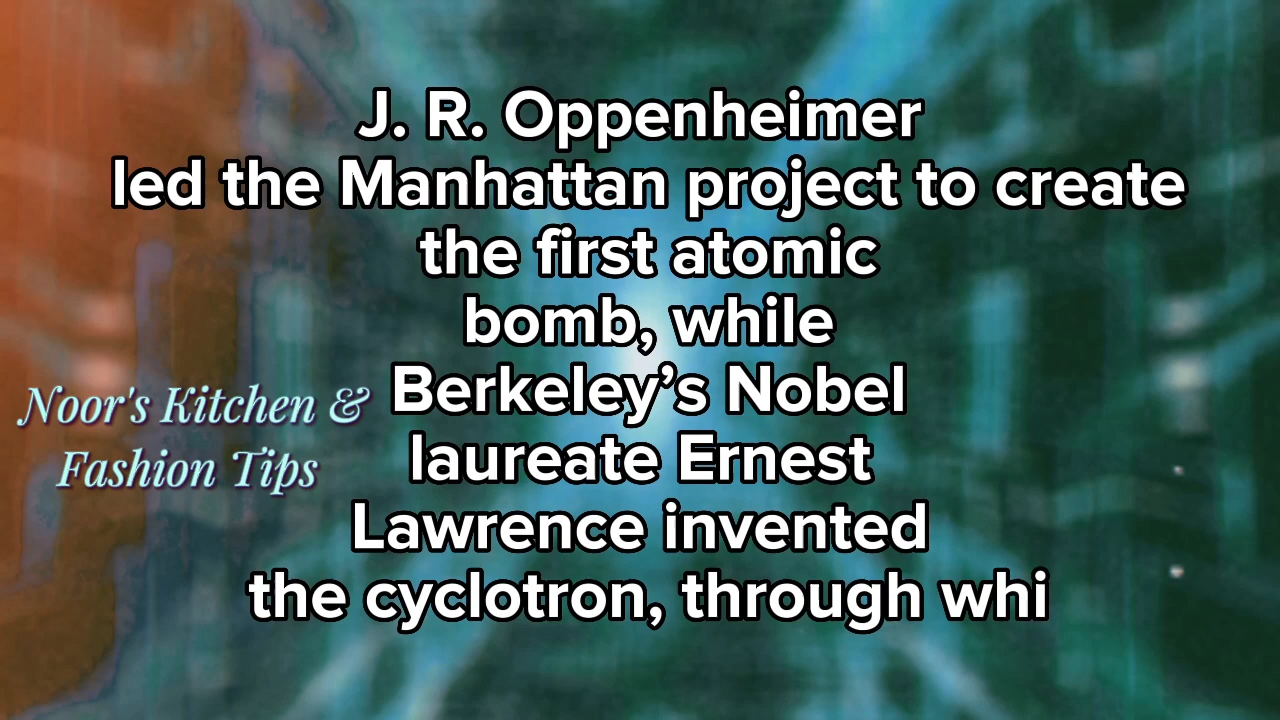 J. R. Oppenheimer
led the Manhattan project to create
the first atomic
bomb, while
Berkeley’s Nobel
laureate Ernest
Lawrence invented
the cyclotron, through whi
Noor's Kitchen &
Fashion Tips